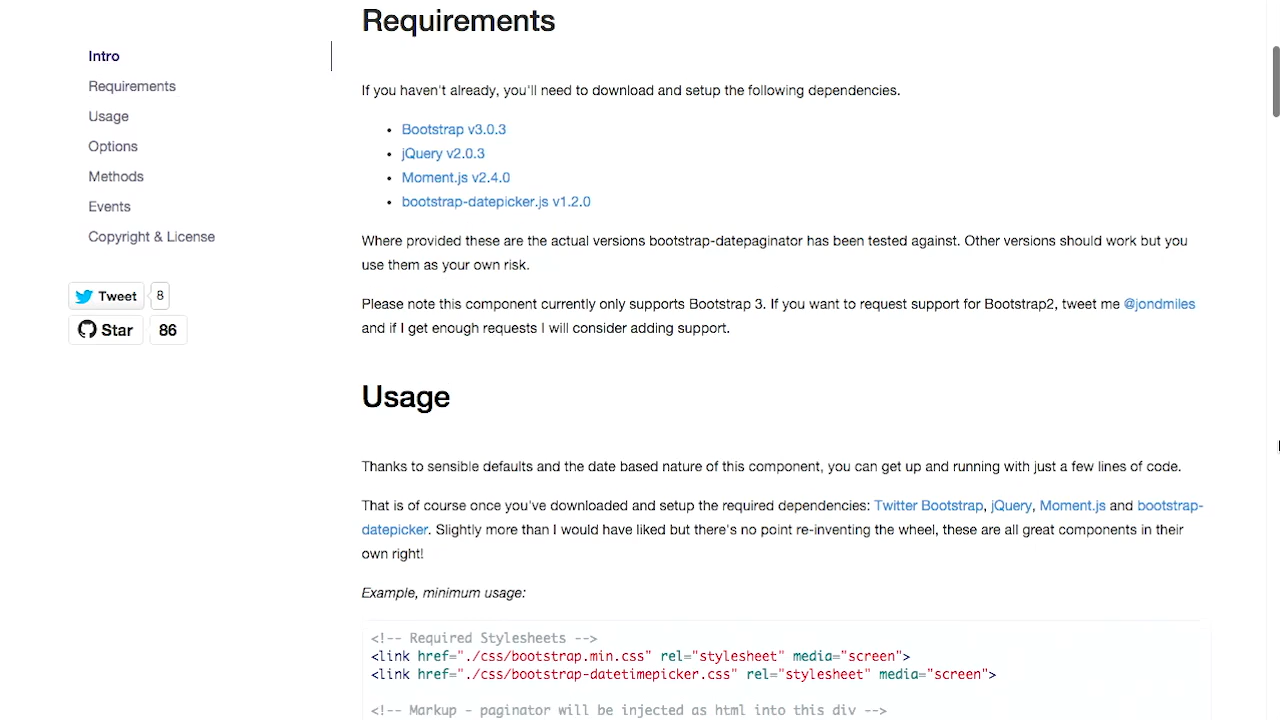 Intro
Requirements
Usage
Options
Methods
Events
Copyright & License
Tweet 8
Star 86
Requirements
If you haven't already, you'll need to download and setup the following dependencies.
• Bootstrap v3.0.3
• jQuery v2.0.3
• Moment.js v2.4.0
• bootstrap-datepicker.js v1.2.0
Where provided these are the actual versions bootstrap-datepaginator has been tested against. Other versions should work but you
use them as your own risk.
Please note this component currently only supports Bootstrap 3. If you want to request support for Bootstrap2, tweet me @jondmiles
and if I get enough requests I will consider adding support.
Usage
Thanks to sensible defaults and the date based nature of this component, you can get up and running with just a few lines of code.
That is of course once you've downloaded and setup the required dependencies: Twitter Bootstrap, jQuery, Moment.js and bootstrap-
datepicker. Slightly more than I would have liked but there's no point re-inventing the wheel, these are all great components in their
own right!
Example, minimum usage:
<!-- Required Stylesheets -->
<link href="./css/bootstrap.min.css" rel="stylesheet" media="screen">
<link href="./css/bootstrap-datetimepicker.css" rel="stylesheet" media="screen">
<!-- Markup - paginator will be injected as html into this div -->